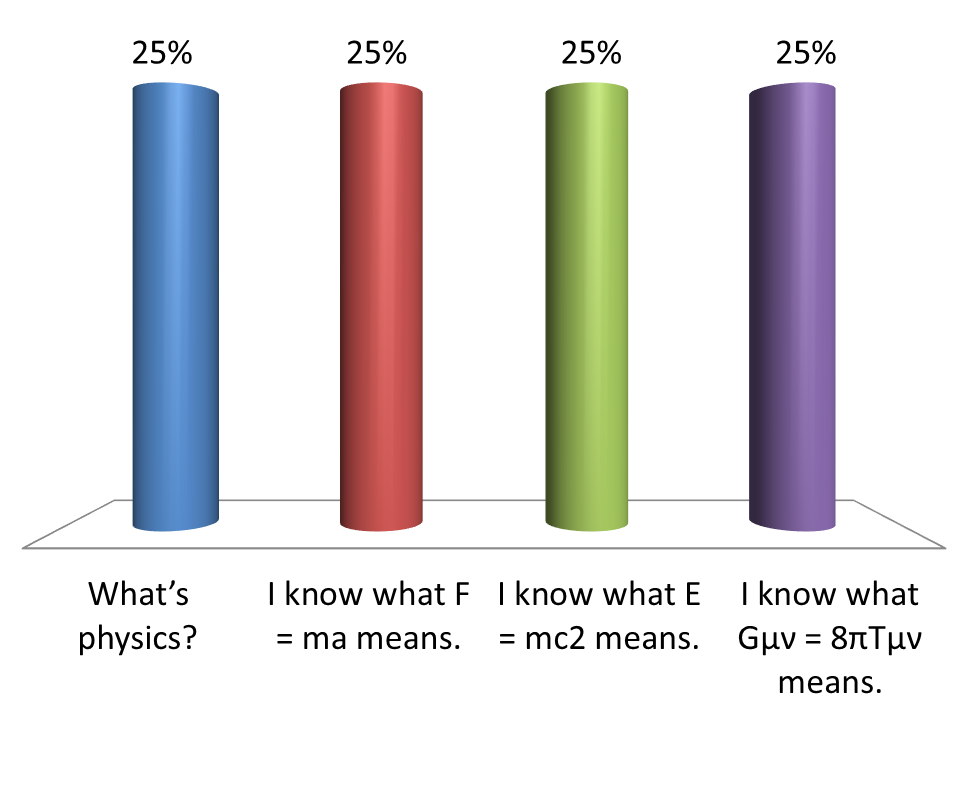 25% 25% 25% 25%
What’s
physics?
I know what F
= ma means.
I know what E
= mc2 means.
I know what
Gμν = 8πTμν
means.